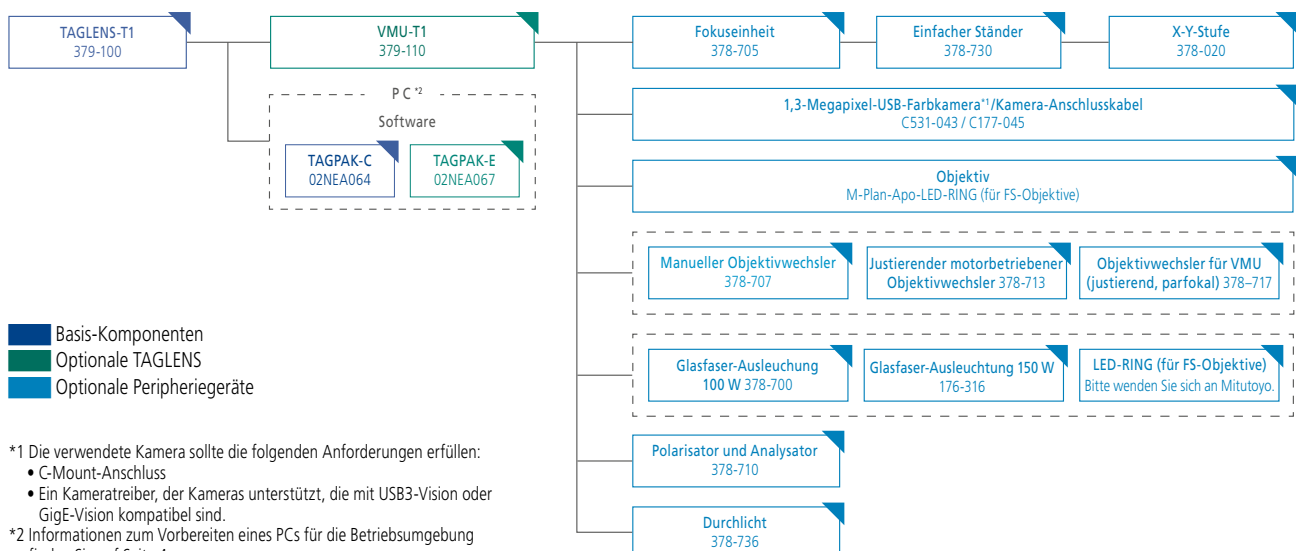 TAGLENS-T1
379-100
VMU-T1
379-110
Fokuseinheit
378-705
Einfacher Ständer
378-730
X-Y-Stufe
378-020
PC *2
Software
TAGPAK-C
02NEA064
TAGPAK-E
02NEA067
1,3-Megapixel-USB-Farbkamera*1/Kamera-Anschlusskabel
C531-043 / C177-045
Objektiv
M-Plan-Apo-LED-RING (für FS-Objektive)
Manueller Objektivwechsler
378-707
Justierender motorbetriebener
Objektivwechsler 378-713
Objektivwechsler für VMU
(justierend, parfokal) 378–717
Glasfaser-Ausleuchung
100 W 378-700
Glasfaser-Ausleuchtung 150 W
176-316
LED-RING (für FS-Objektive)
Bitte wenden Sie sich an Mitutoyo.
Polarisator und Analysator
378-710
Durchlicht
378-736
Basis-Komponenten
Optionale TAGLENS
Optionale Peripheriegeräte
*1 Die verwendete Kamera sollte die folgenden Anforderungen erfüllen:
• C-Mount-Anschluss
• Ein Kameratreiber, der Kameras unterstützt, die mit USB3-Vision oder
GigE-Vision kompatibel sind.
*2 Informationen zum Vorbereiten eines PCs für die Betriebsumgebung